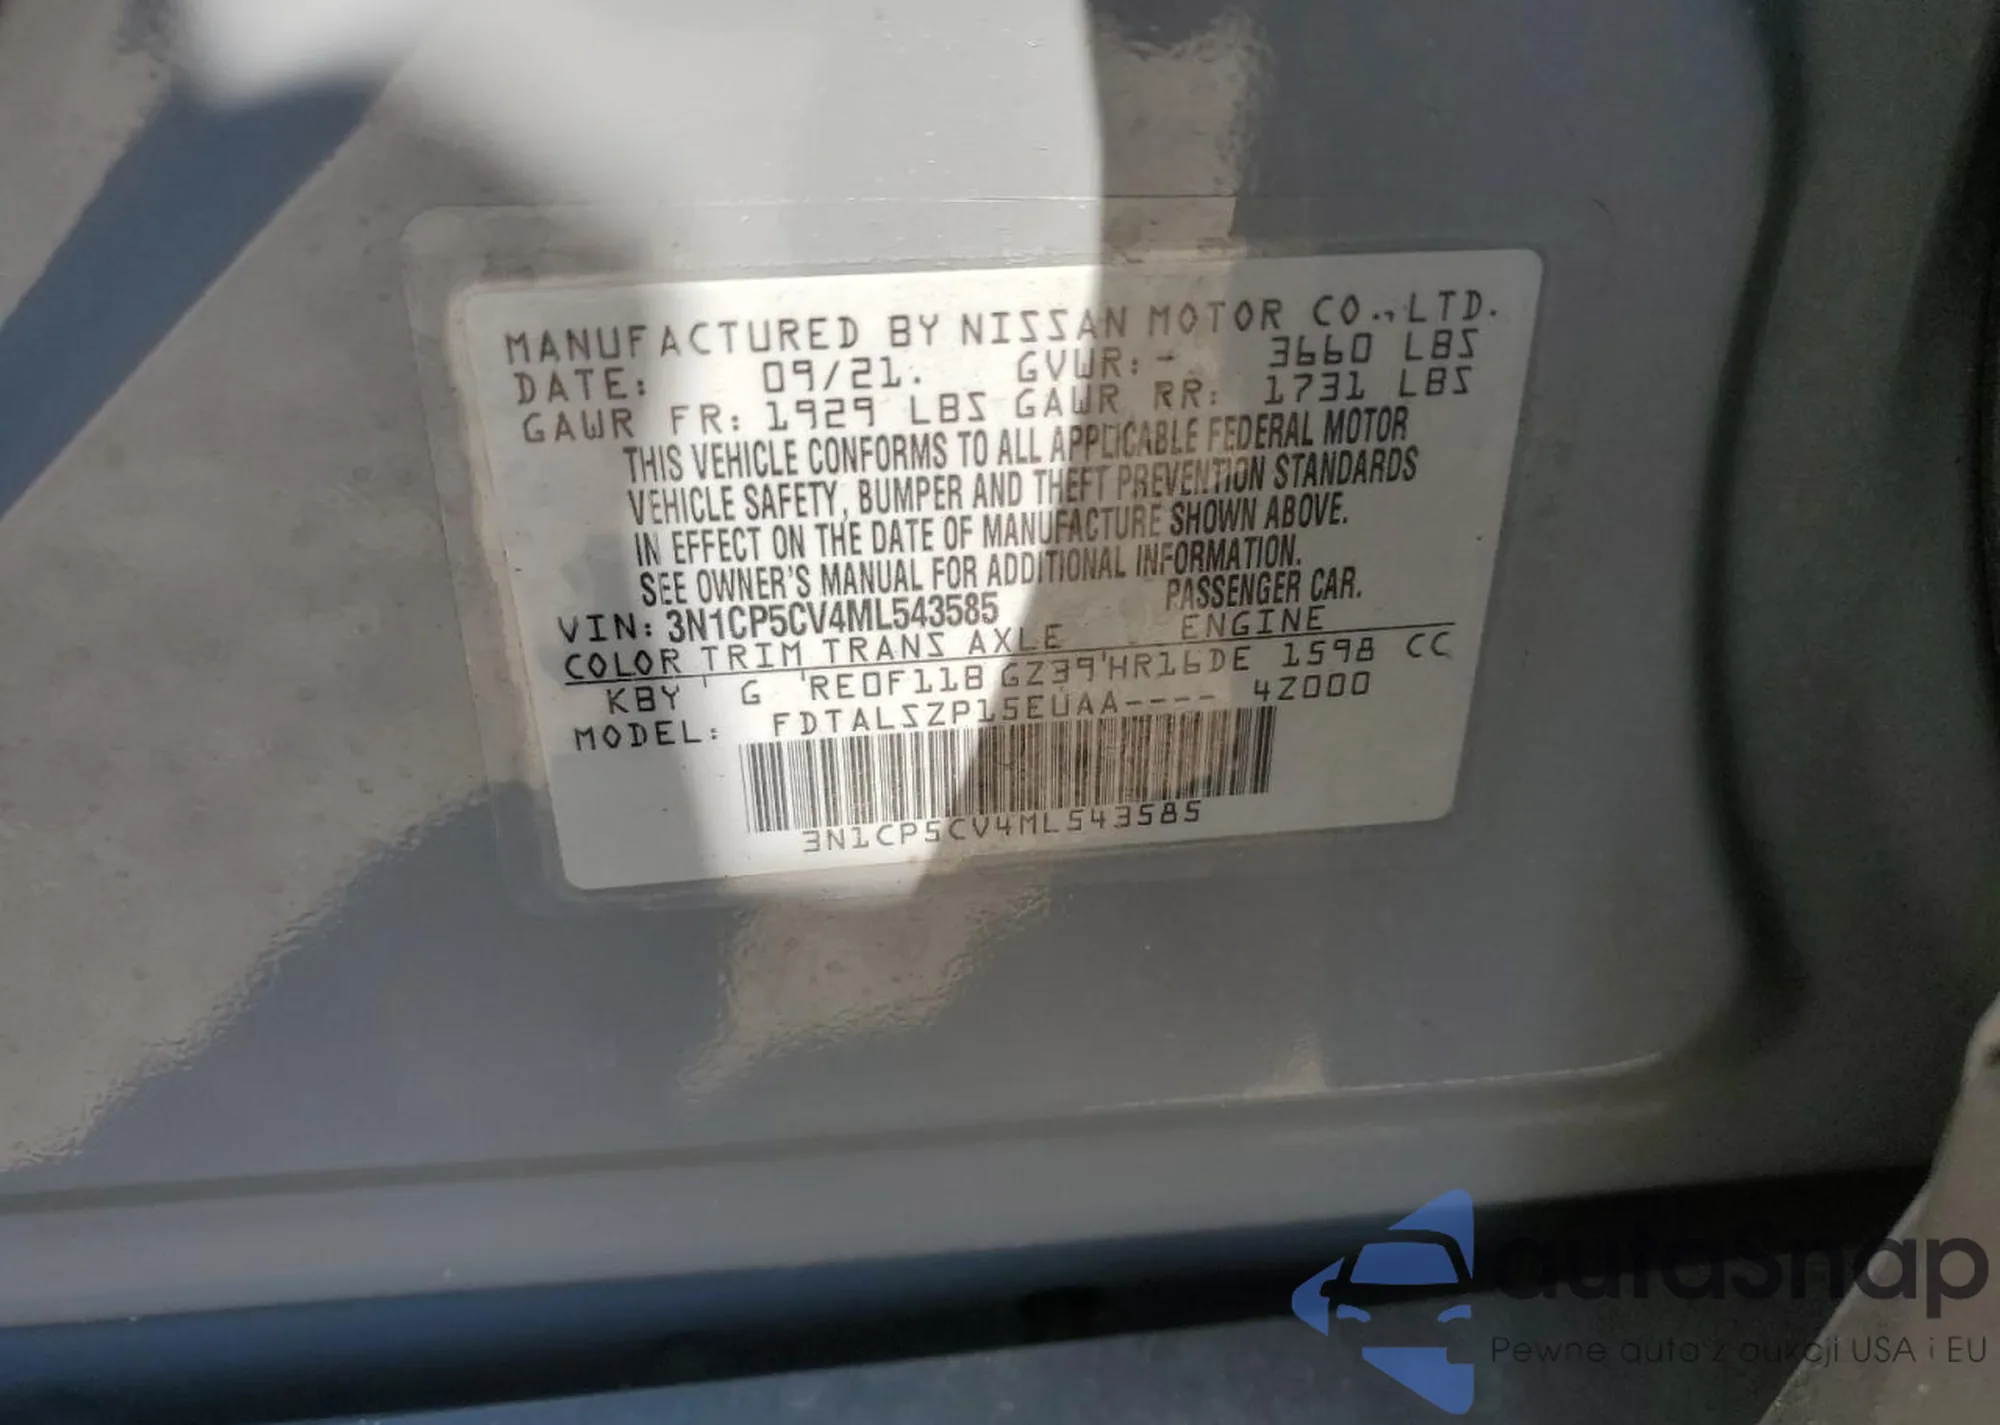 MANUFACTURED BY NISSAN MOTOR CO., LTD.
DATE: 09/21. GVWR:- 3660 LBS
GAWR FR: 1929 LBS GAWR RR: 1731 LBS
THIS VEHICLE CONFORMS TO ALL APPLICABLE FEDERAL MOTOR
VEHICLE SAFETY, BUMPER AND THEFT PREVENTION STANDARDS
IN EFFECT ON THE DATE OF MANUFACTURE SHOWN ABOVE.
SEE OWNER'S MANUAL FOR ADDITIONAL INFORMATION.
VIN: 3N1CP5CV4ML543585 PASSENGER CAR.
COLOR TRIM TRANS AXLE ENGINE
KBY G RE0F11B GZ39 HR16DE 1598 CC
MODEL: FDTALSZP15EUAA---- 4Z000
3N1CP5CV4ML543585
autoSnap
Pewne auta z aukcji USA i EU